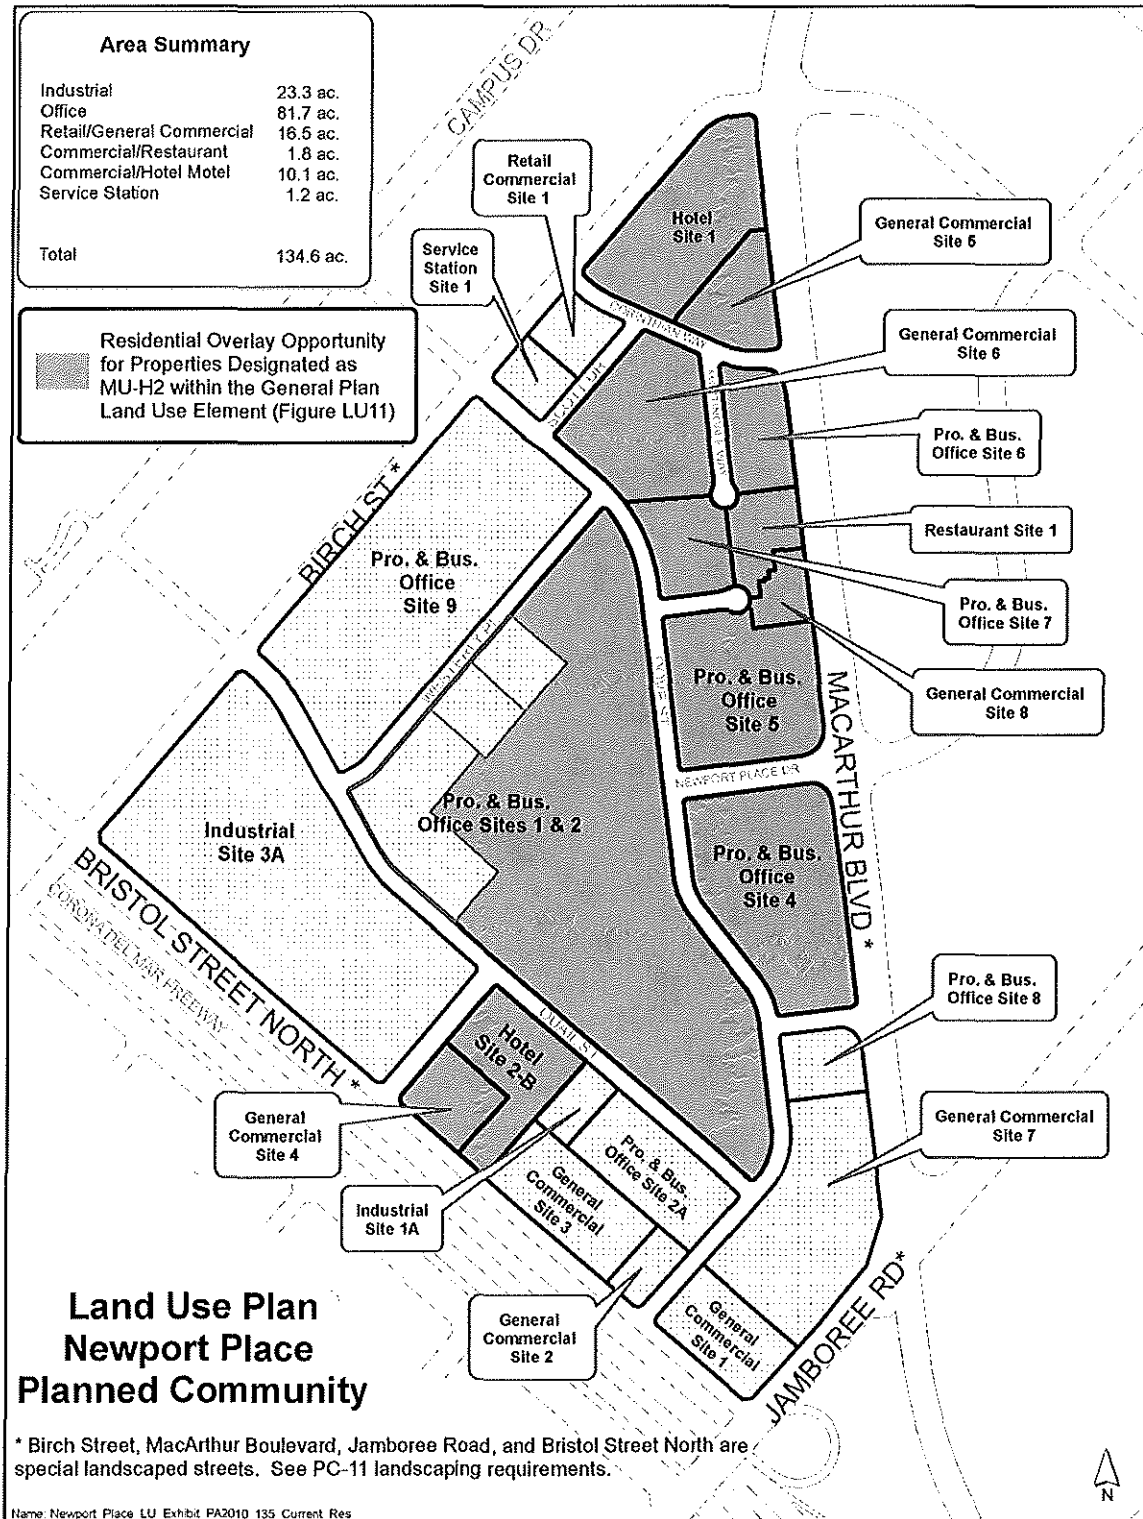 Area Summary
Industrial 23.3 ac.
Office 81.7 ac.
Retail/General Commercial 16.5 ac.
Commercial/Restaurant 1.8 ac.
Commercial/Hotel Motel 10.1 ac.
Service Station 1.2 ac.
Total 134.6 ac.
Residential Overlay Opportunity
for Properties Designated as
MU-H2 within the General Plan
Land Use Element (Figure LU11)
CAMPUS DR
Retail
Commercial
Site 1
Service
Station
Site 1
Hotel
Site 1
General Commercial
Site 5
General Commercial
Site 6
Pro. & Bus.
Office Site 6
Restaurant Site 1
Pro. & Bus.
Office Site 7
General Commercial
Site 8
SCOTT DR
BIRCH ST *
Pro. & Bus.
Office
Site 9
WESTERLY PL
DOVE ST
Pro. & Bus.
Office
Site 5
MACARTHUR BLVD *
NEWPORT PLACE DR
Pro. & Bus.
Office Sites 1 & 2
Industrial
Site 3A
Pro. & Bus.
Office
Site 4
BRISTOL STREET NORTH *
CORONA DEL MAR FREEWAY
QUAIL ST
Hotel
Site 2-B
Pro. & Bus.
Office Site 8
General
Commercial
Site 4
General Commercial
Site 7
Industrial
Site 1A
Pro. & Bus.
Office Site 2A
General
Commercial
Site 3
General
Commercial
Site 2
General
Commercial
Site 1
JAMBOREE RD*
Land Use Plan
Newport Place
Planned Community
* Birch Street, MacArthur Boulevard, Jamboree Road, and Bristol Street North are
special landscaped streets. See PC-11 landscaping requirements.
N
Name: Newport_Place_LU_Exhibit_PA2010_135_Current_Res